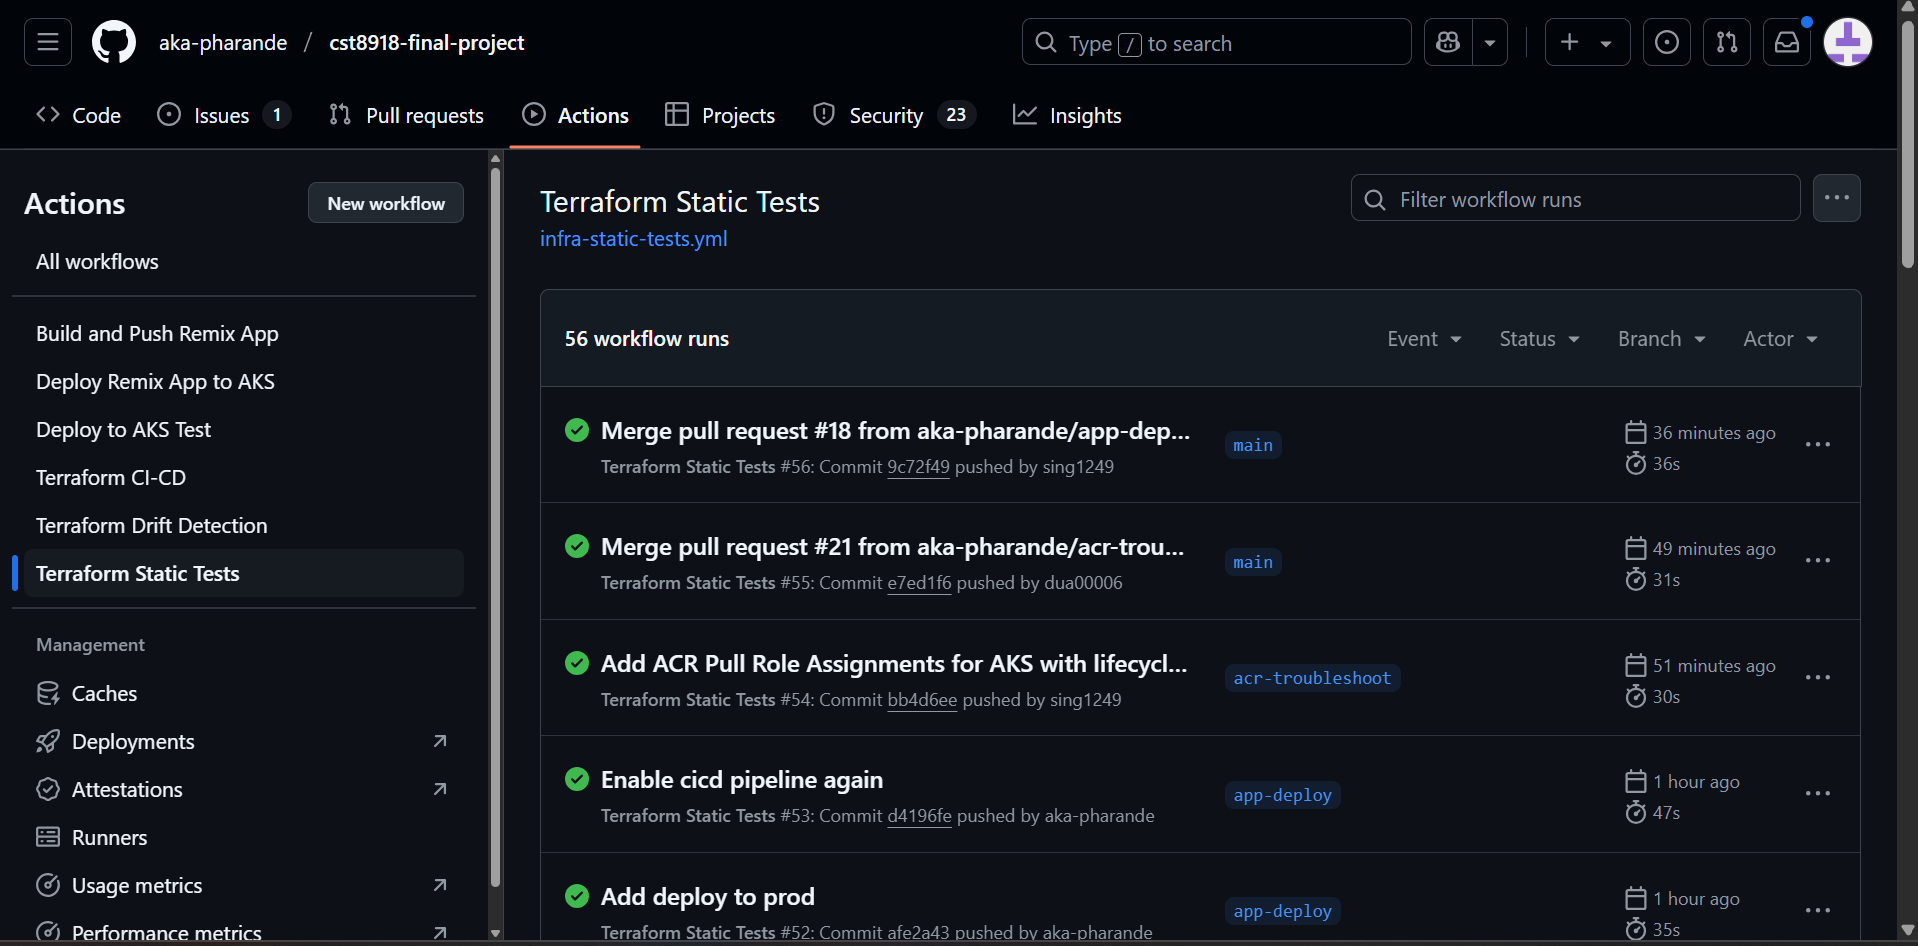 aka-pharande / cst8918-final-project
Type / to search
Code
Issues 1
Pull requests
Actions
Projects
Security 23
Insights
Actions
New workflow
All workflows
Build and Push Remix App
Deploy Remix App to AKS
Deploy to AKS Test
Terraform CI-CD
Terraform Drift Detection
Terraform Static Tests
Management
Caches
Deployments
Attestations
Runners
Usage metrics
Performance metrics
Terraform Static Tests
infra-static-tests.yml
Filter workflow runs
56 workflow runs
Event
Status
Branch
Actor
Merge pull request #18 from aka-pharande/app-dep...
Terraform Static Tests #56: Commit 9c72f49 pushed by sing1249
main
36 minutes ago
36s
Merge pull request #21 from aka-pharande/acr-trou...
Terraform Static Tests #55: Commit e7ed1f6 pushed by dua00006
main
49 minutes ago
31s
Add ACR Pull Role Assignments for AKS with lifecycl...
Terraform Static Tests #54: Commit bb4d6ee pushed by sing1249
acr-troubleshoot
51 minutes ago
30s
Enable cicd pipeline again
Terraform Static Tests #53: Commit d4196fe pushed by aka-pharande
app-deploy
1 hour ago
47s
Add deploy to prod
Terraform Static Tests #52: Commit afe2a43 pushed by aka-pharande
app-deploy
1 hour ago
35s